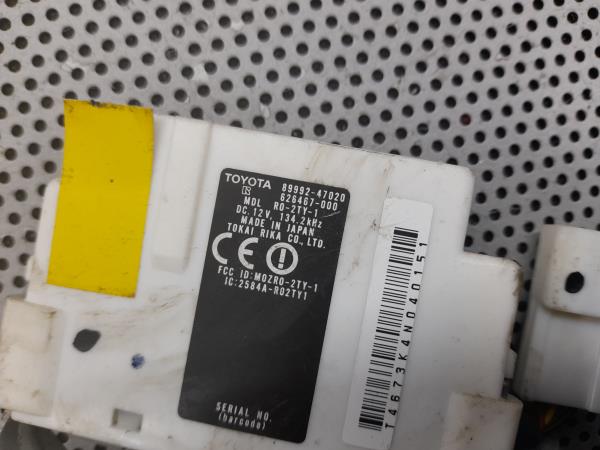 TOYOTA 89992-47020
626467-000
MDL RO-2TY-1
DC.12V, 134.2kHz
MADE IN JAPAN
TOKAI RIKA CO., LTD.
CE
FCC ID:MOZRO-2TY-1
IC:2584A-RO2TY1
SERIAL NO.
(barcode)
T4673K4N040151